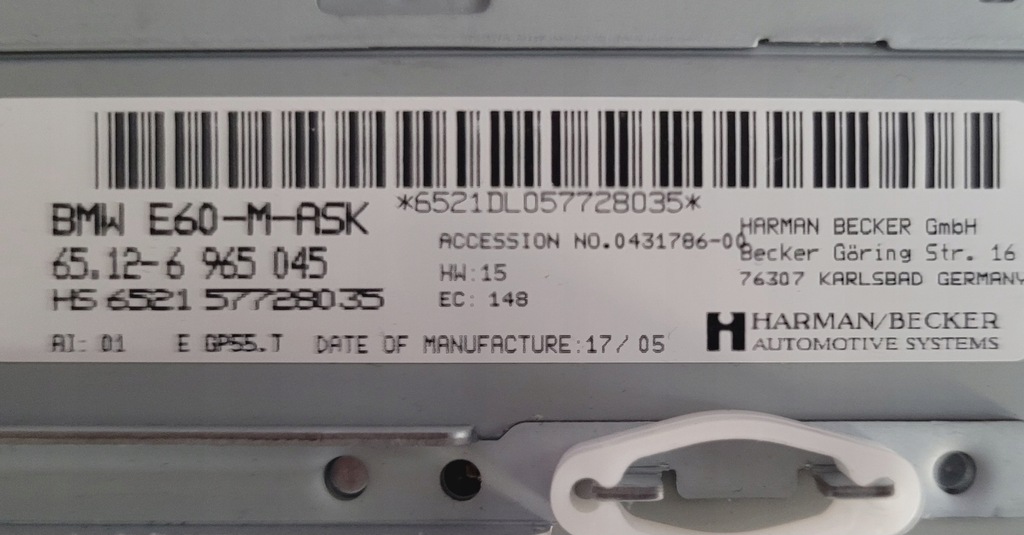 *6521DL057728035*
BMW E60-M-ASK
65.12-6 965 045
HS 6521 57728035
AI: 01 E GP55.T DATE OF MANUFACTURE:17/ 05
ACCESSION NO.0431786-00
HW:15
EC: 148
HARMAN BECKER GmbH
Becker Göring Str. 16
76307 KARLSBAD GERMANY
HARMAN/BECKER
AUTOMOTIVE SYSTEMS